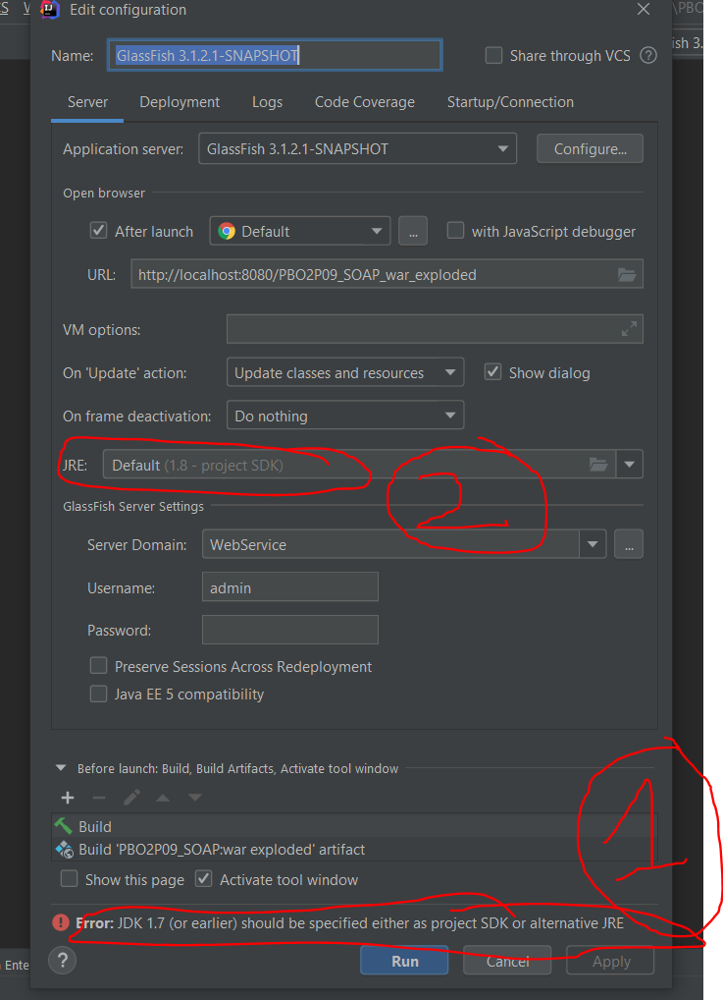 CS
\PBO
Edit configuration
Name: GlassFish 3.1.2.1-SNAPSHOT Share through VCS ?
ish 3.
Server Deployment Logs Code Coverage Startup/Connection
Application server: GlassFish 3.1.2.1-SNAPSHOT Configure...
Open browser
After launch Default ... with JavaScript debugger
URL: http://localhost:8080/PBO2P09_SOAP_war_exploded
VM options:
On 'Update' action: Update classes and resources Show dialog
On frame deactivation: Do nothing
JRE: Default (1.8 - project SDK)
2
GlassFish Server Settings
Server Domain: WebService ...
Username: admin
Password:
Preserve Sessions Across Redeployment
Java EE 5 compatibility
Before launch: Build, Build Artifacts, Activate tool window
Build
1
Build 'PBO2P09_SOAP:war exploded' artifact
Show this page Activate tool window
Error: JDK 1.7 (or earlier) should be specified either as project SDK or alternative JRE
Ente
? Run Cancel Apply